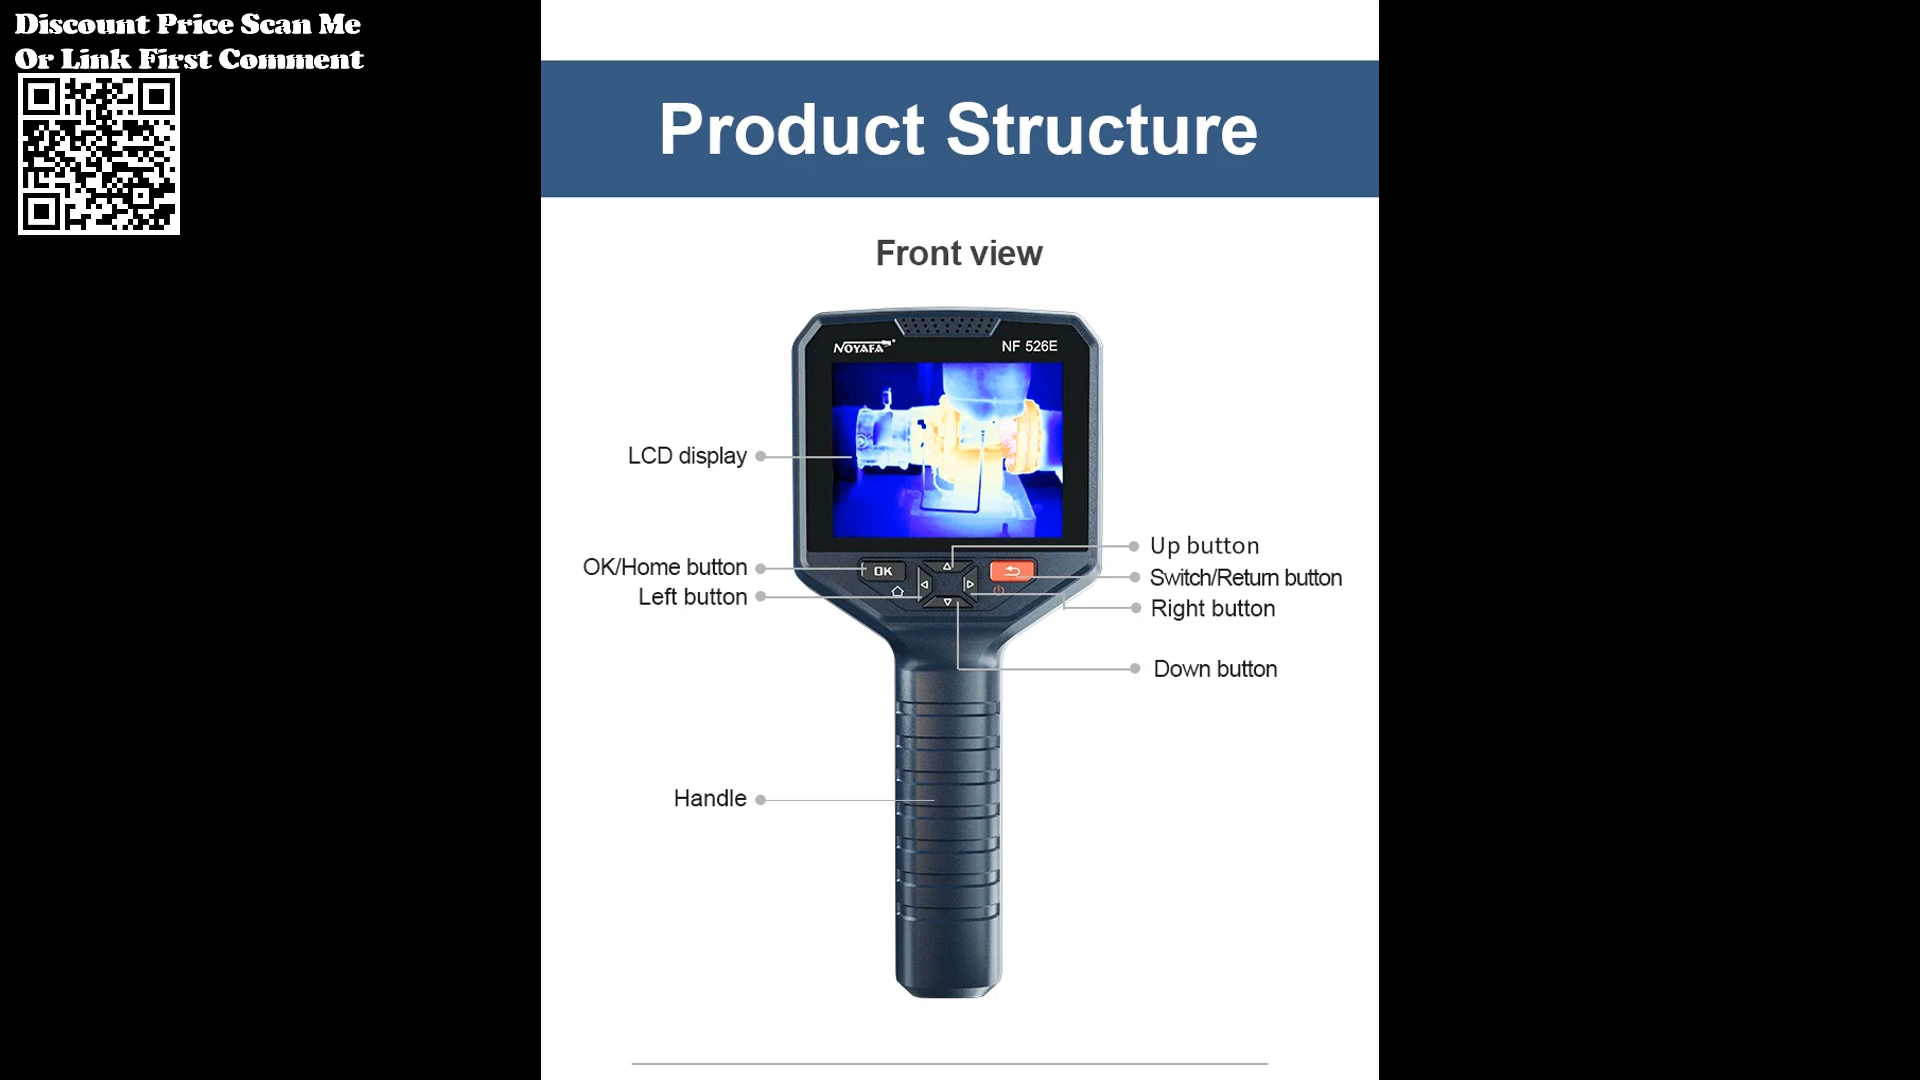 Discount Price Scan Me
Or Link First Comment
Product Structure
Front view
NOYAFA
NF 526E
LCD display
Up button
OK/Home button
OK
Switch/Return button
Left button
Right button
Down button
Handle